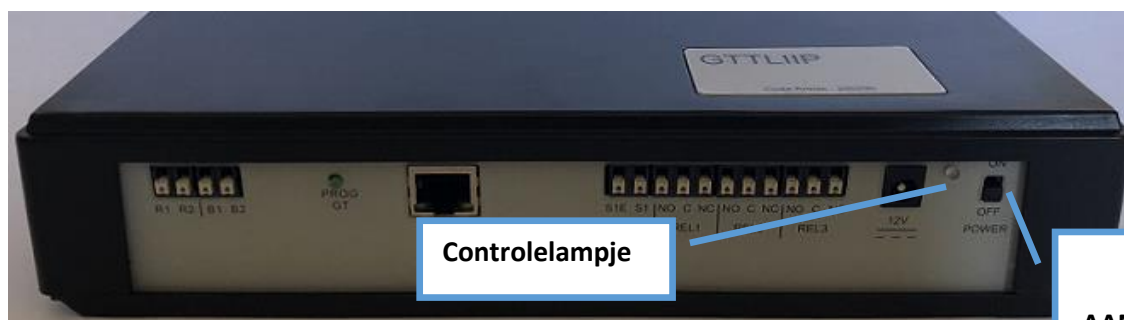 GTTLIIP
ON
R1 R2 B1 B2
PROG
GT
S1E S1 NO C NC NO C NC NO C
REL1
REL3
12V
OFF
POWER
Controlelampje